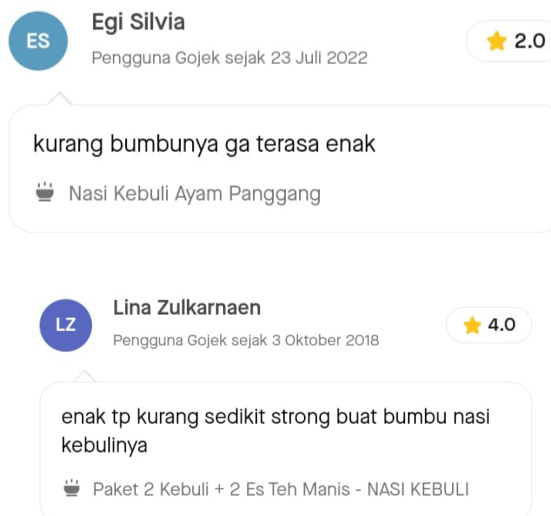 ES
Egi Silvia
Pengguna Gojek sejak 23 Juli 2022
2.0
kurang bumbunya ga terasa enak
Nasi Kebuli Ayam Panggang
LZ
Lina Zulkarnaen
Pengguna Gojek sejak 3 Oktober 2018
4.0
enak tp kurang sedikit strong buat bumbu nasi
kebulinya
Paket 2 Kebuli + 2 Es Teh Manis - NASI KEBULI